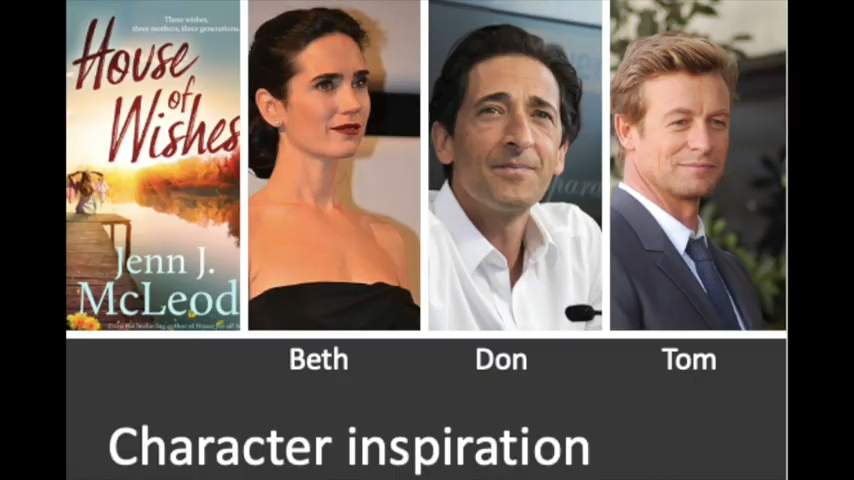 Three wishes,
three mothers, three generations.
House
of
Wishes
Jenn J.
McLeod
Beth
Don
Tom
Character inspiration